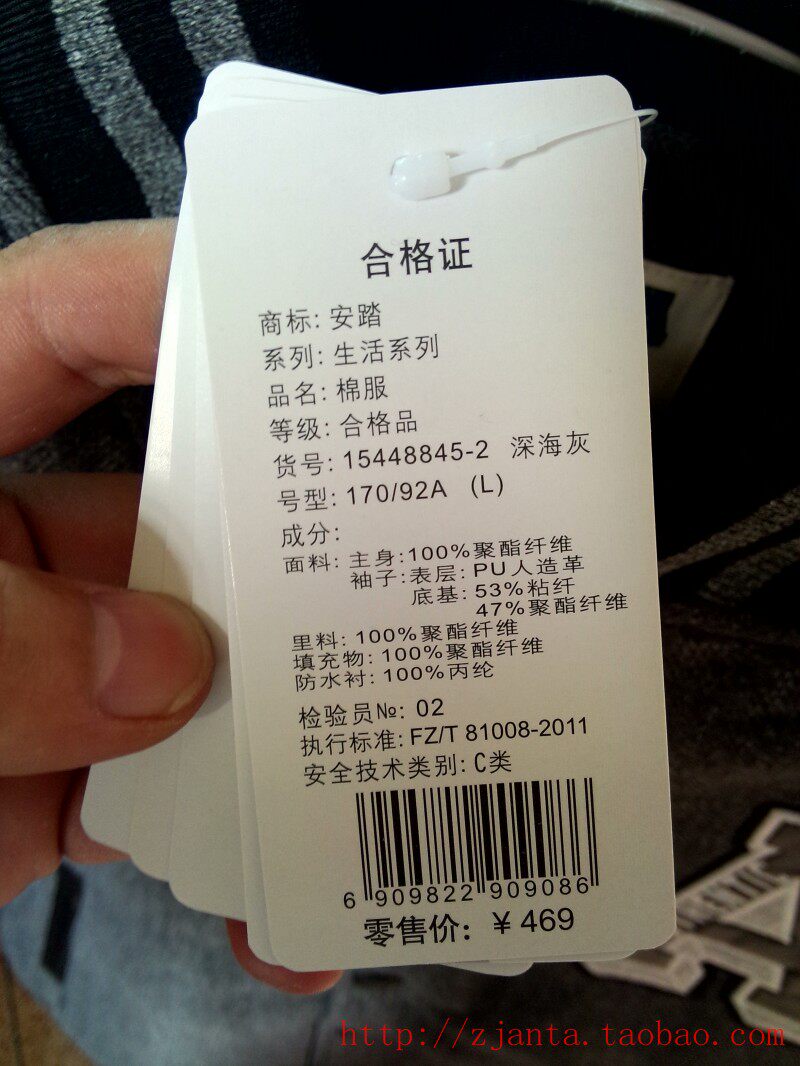 合格证
商标: 安踏
系列: 生活系列
品名: 棉服
等级: 合格品
货号: 15448845-2 深海灰
号型: 170/92A (L)
成分:
面料: 主身:100%聚酯纤维
袖子:表层: PU人造革
底基: 53%粘纤
47%聚酯纤维
里料: 100%聚酯纤维
填充物: 100%聚酯纤维
防水衬: 100%丙纶
检验员№: 02
执行标准: FZ/T 81008-2011
安全技术类别: C类
6 909822 909086
零售价: ¥ 469
http://zjanta.taobao.com